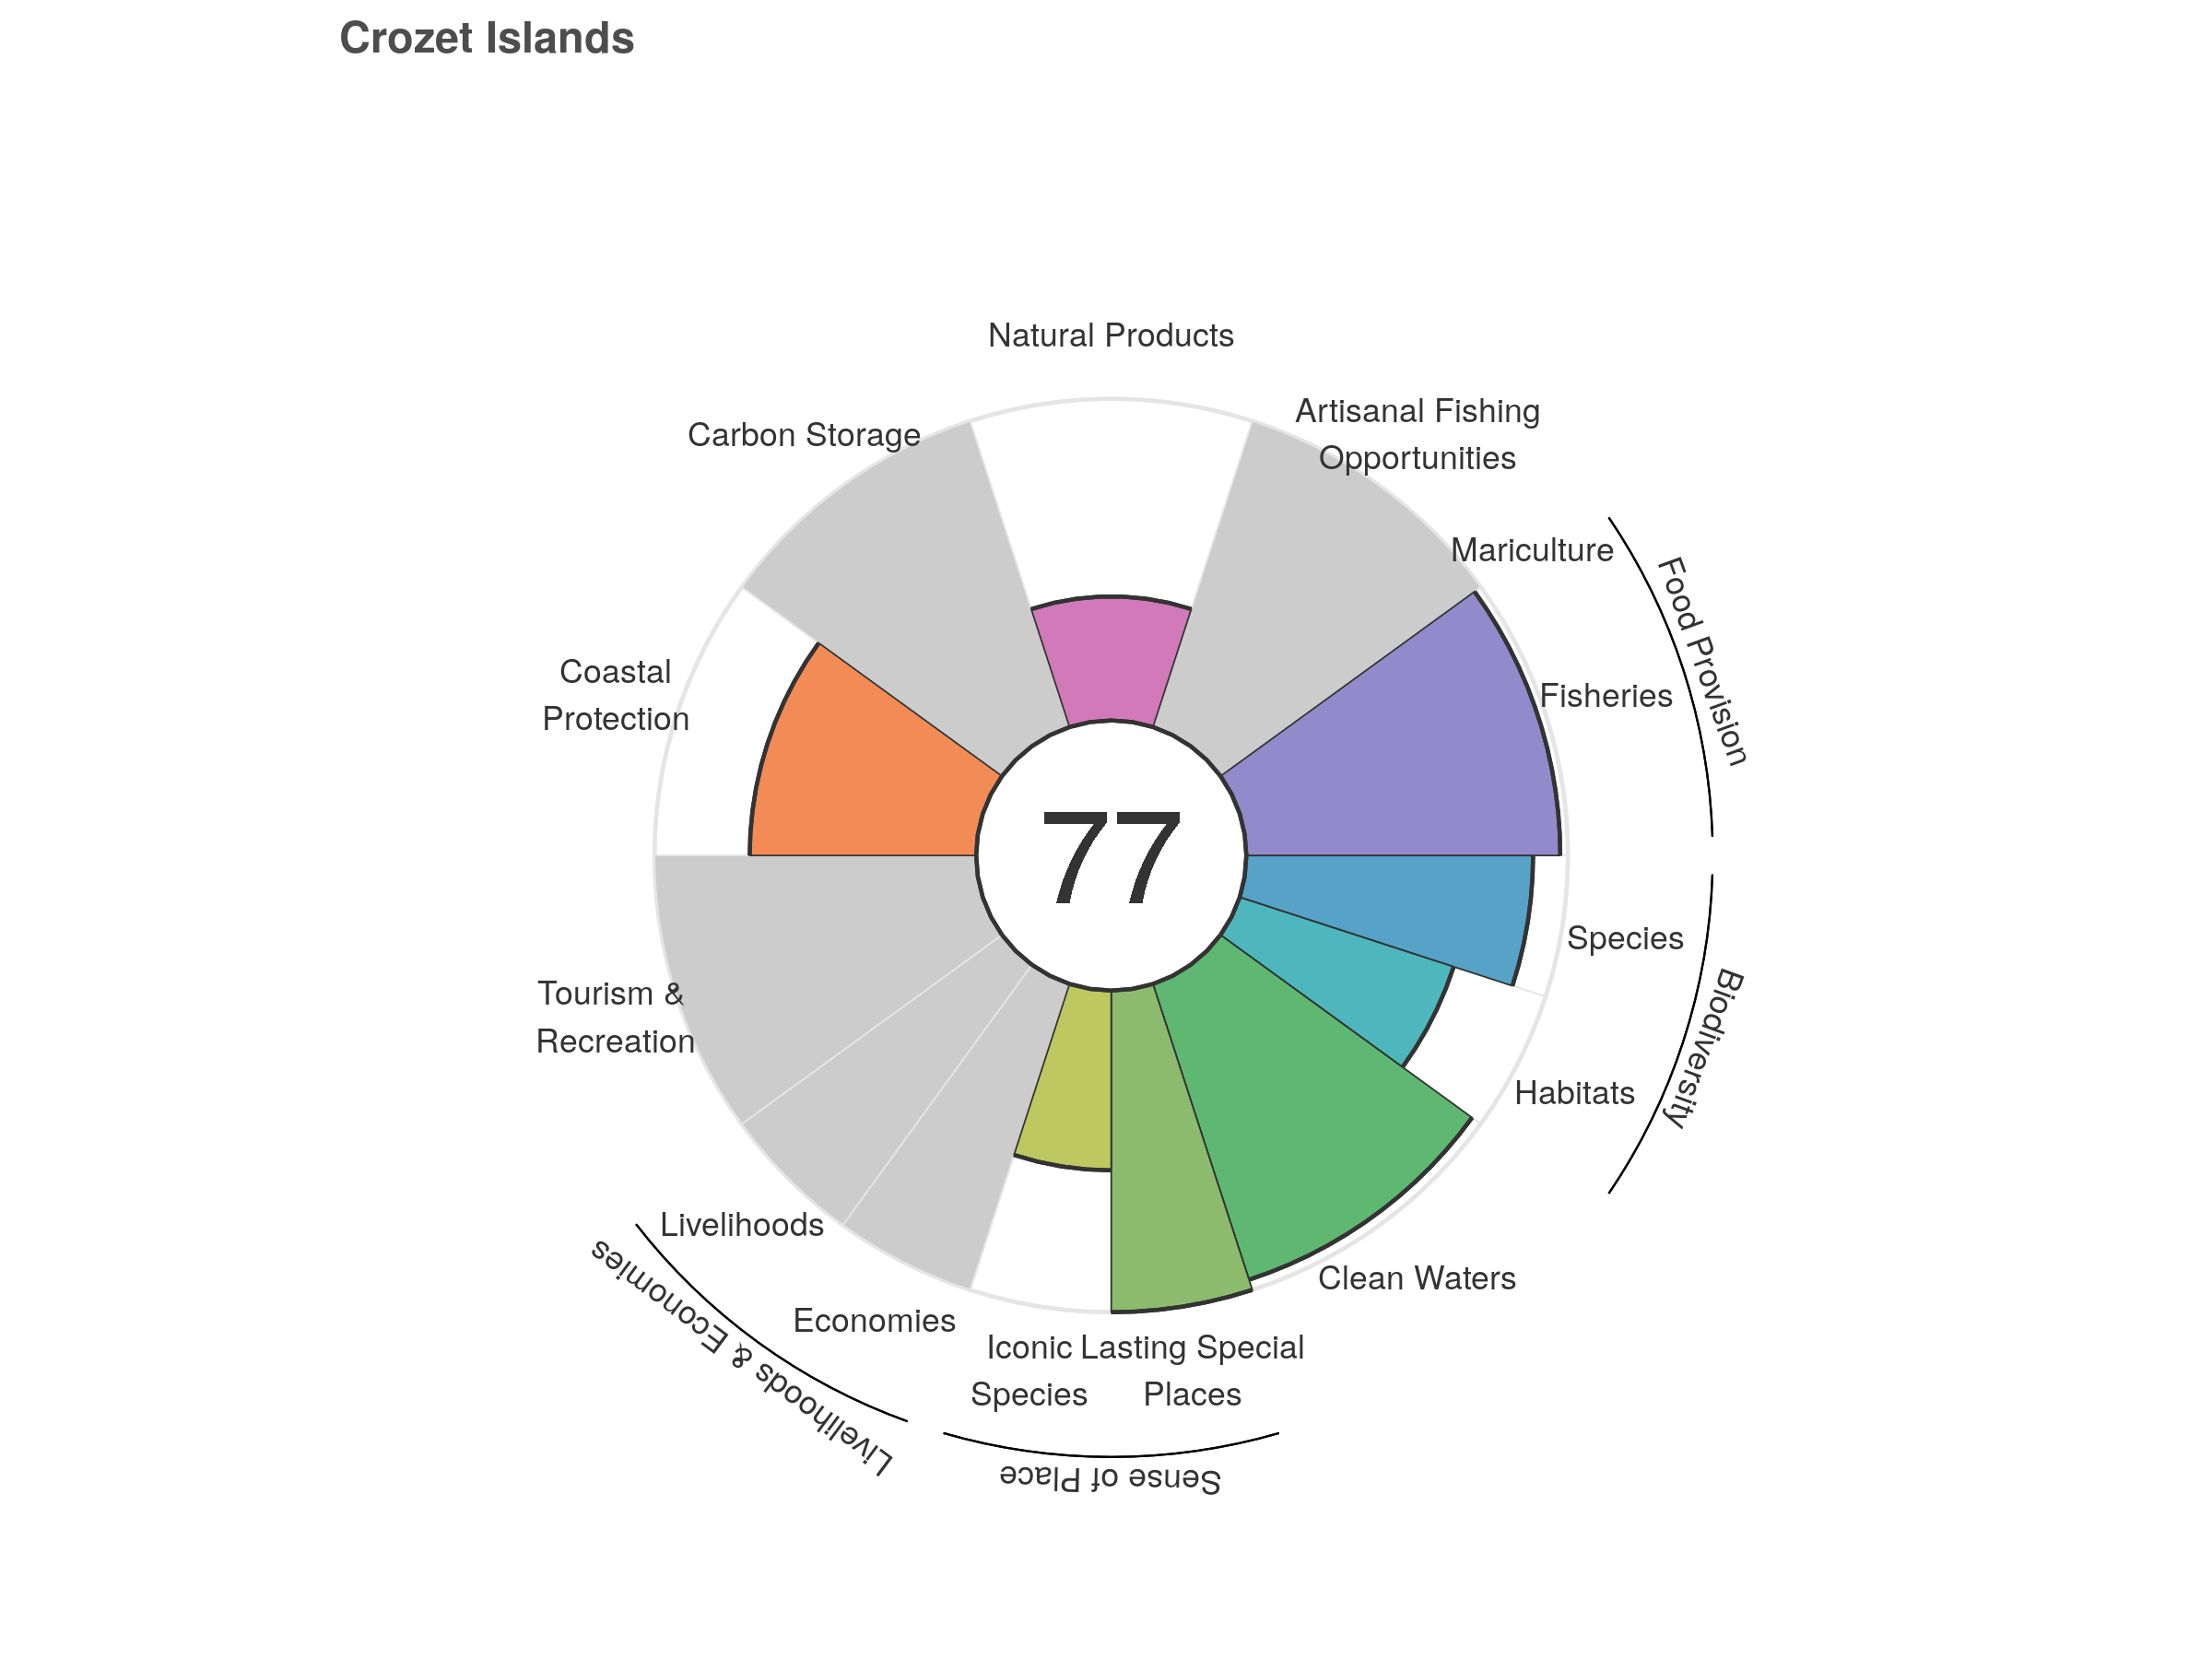 Crozet Islands
Natural Products
Artisanal Fishing
Opportunities
Carbon Storage
Mariculture
Food Provision
Fisheries
Coastal
Protection
77
Species
Biodiversity
Tourism &
Recreation
Habitats
Livelihoods
Clean Waters
Economies
Livelihoods & Economies
Iconic
Species
Lasting Special
Places
Sense of Place